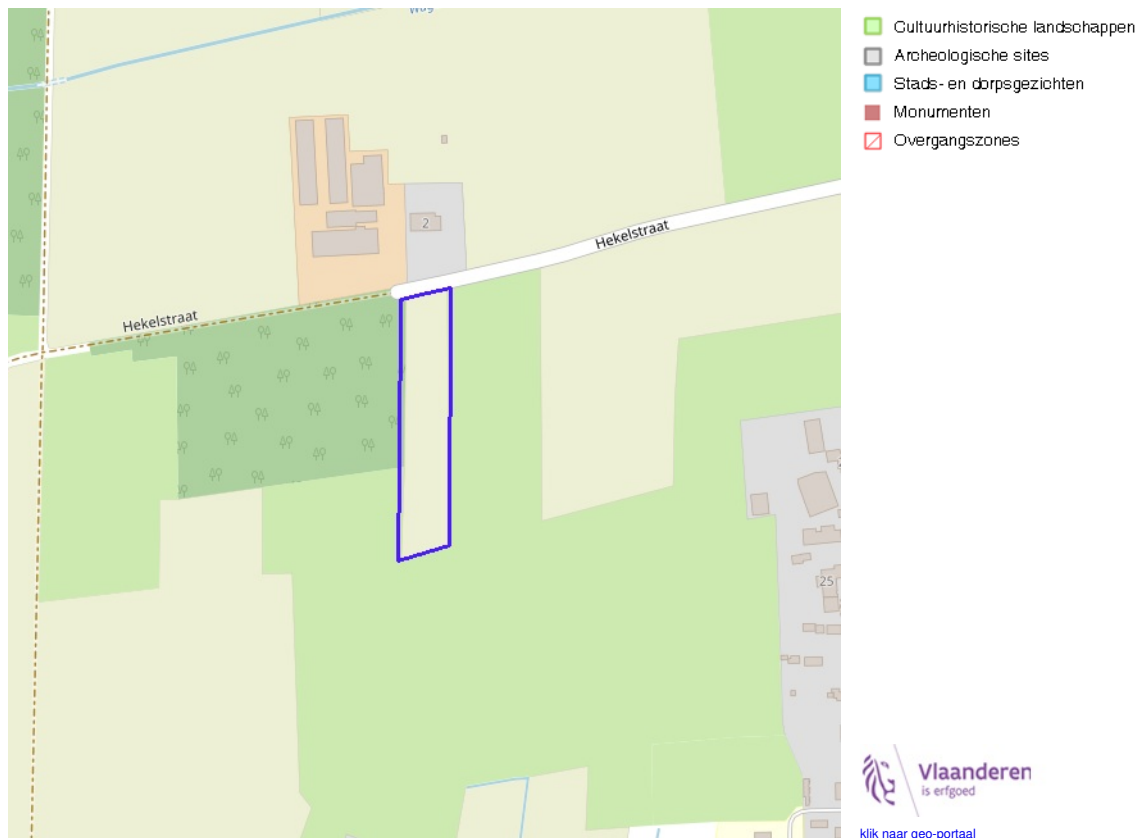 Hekelstraat
2
Hekelstraat
25
Cultuurhistorische landschappen
Archeologische sites
Stads- en dorpsgezichten
Monumenten
Overgangszones
Vlaanderen
is erfgoed
klik naar geo-portaal